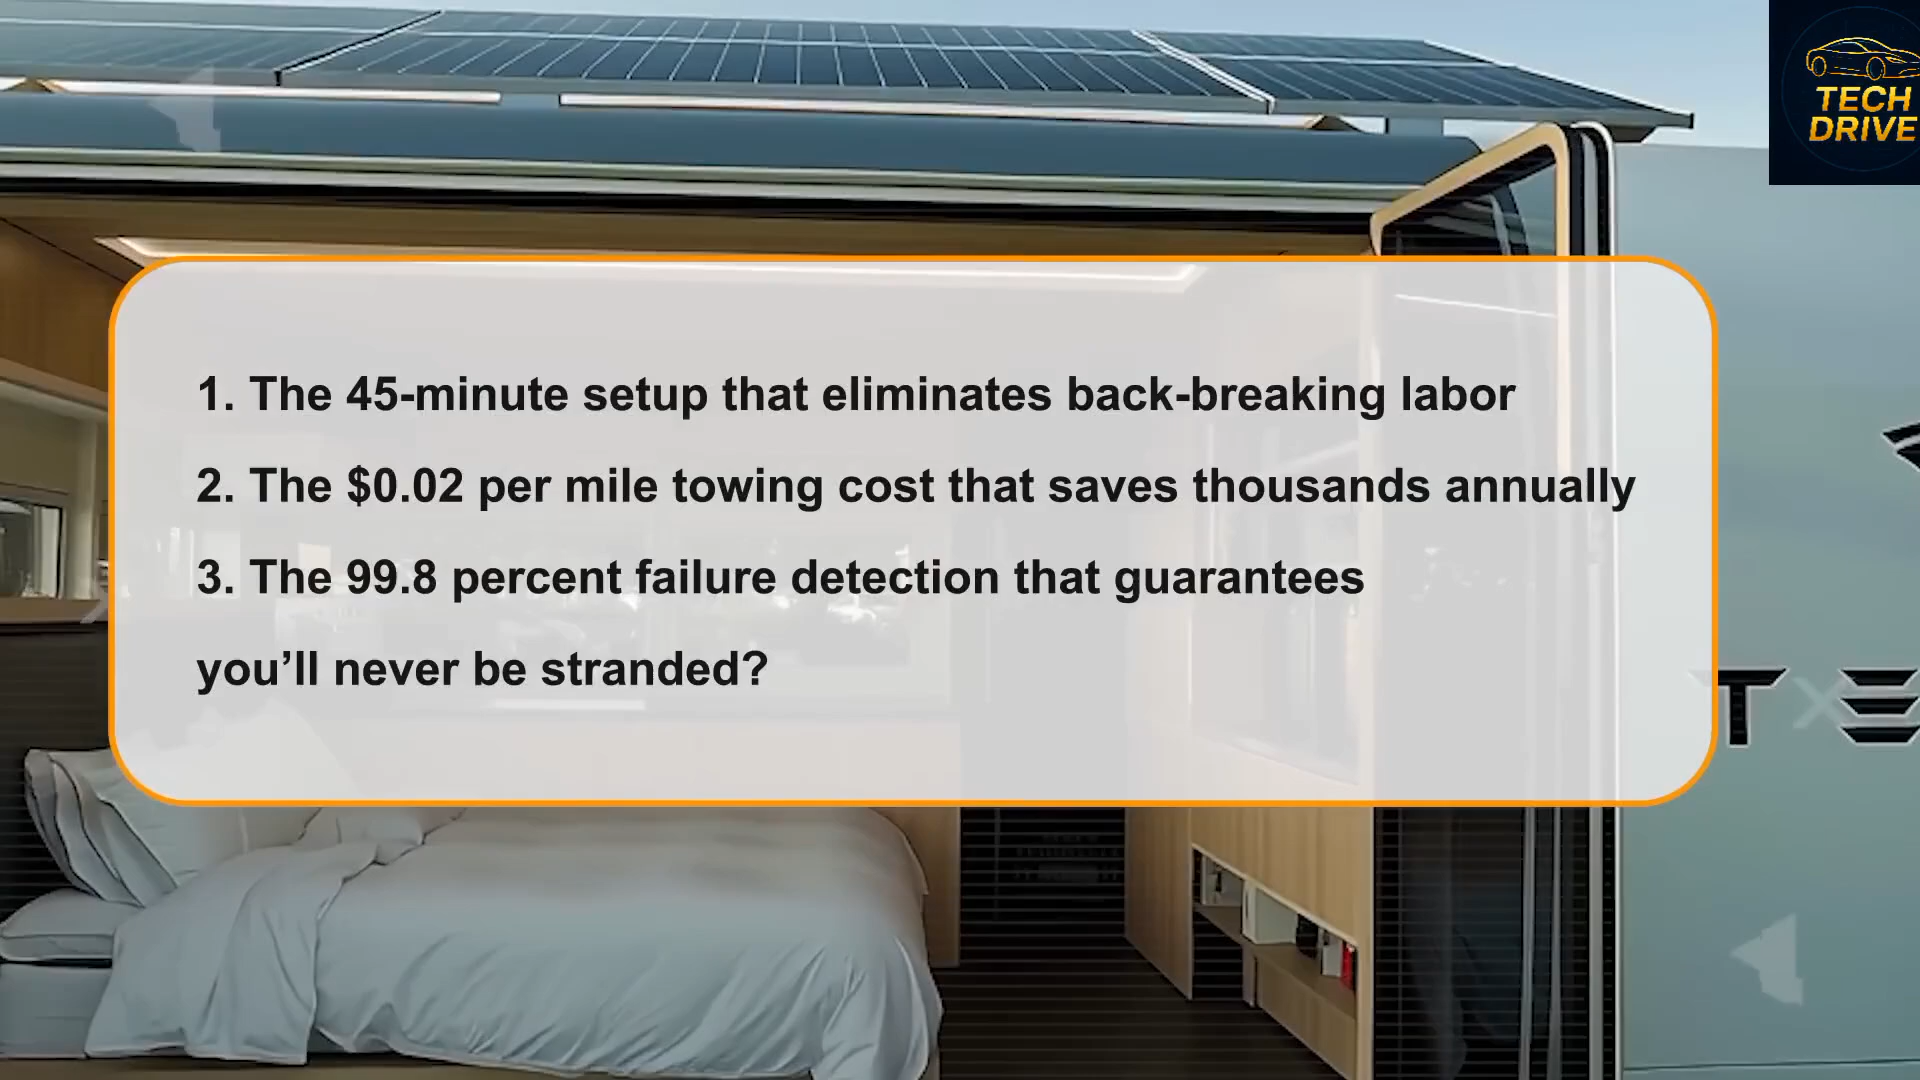 TECH
DRIVE
1. The 45-minute setup that eliminates back-breaking labor
2. The $0.02 per mile towing cost that saves thousands annually
3. The 99.8 percent failure detection that guarantees
you’ll never be stranded?
TE